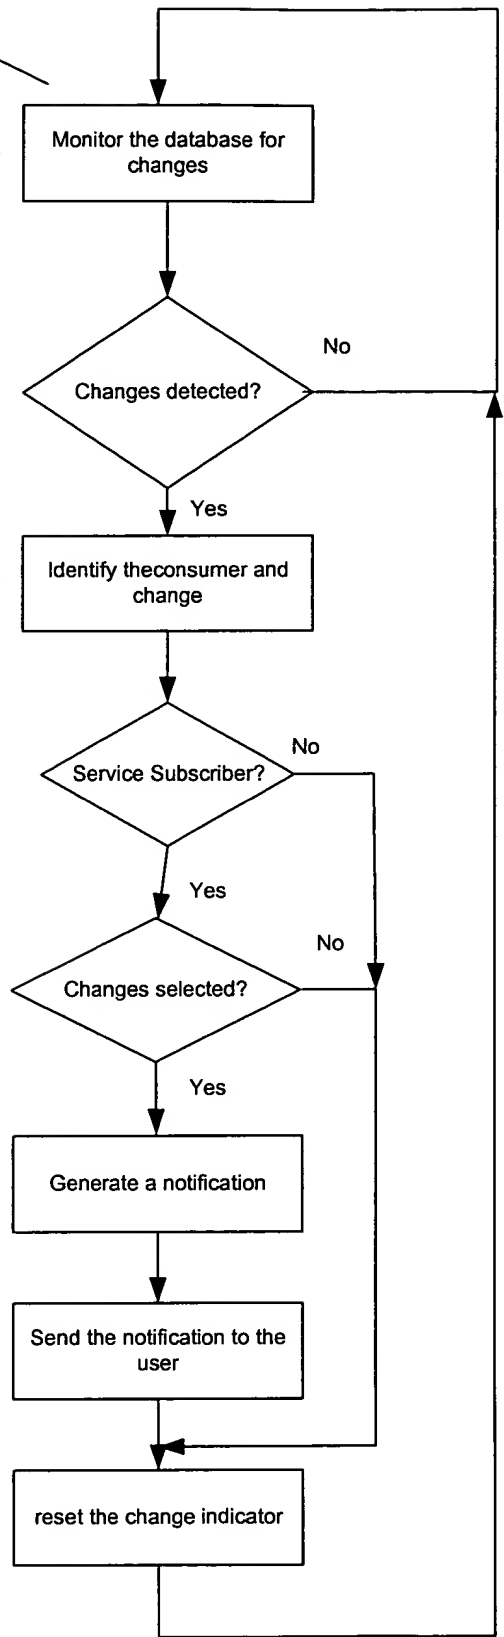 Monitor the database for
changes
No
Changes detected?
Yes
Identify theconsumer and
change
No
Service Subscriber?
Yes
No
Changes selected?
Yes
Generate a notification
Send the notification to the
user
reset the change indicator